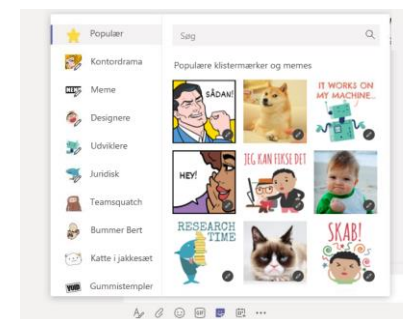 Populær
Kontordrama
Meme
Designere
Udviklere
Juridisk
Teamsquatch
Bummer Bert
Katte i jakkesæt
Gummistempler
Søg
Populære klistermærker og memes
SÅDAN!
IT WORKS ON
MY MACHINE...
HEY!
JEG KAN FIKSE DET
RESEARCH
TIME
SKAB!
GIF